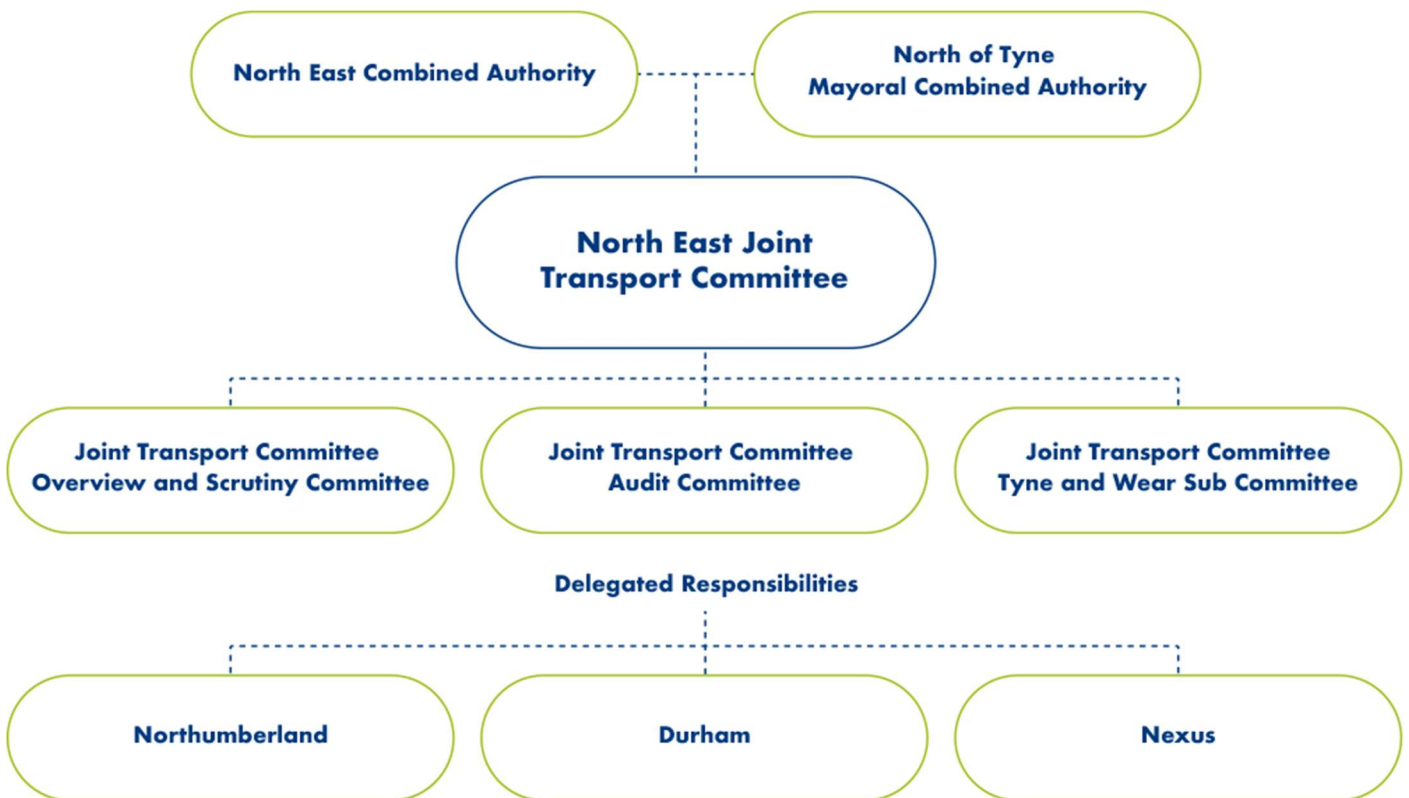 North East Combined Authority
North of Tyne
Mayoral Combined Authority
North East Joint
Transport Committee
Joint Transport Committee
Overview and Scrutiny Committee
Joint Transport Committee
Audit Committee
Joint Transport Committee
Tyne and Wear Sub Committee
Delegated Responsibilities
Northumberland
Durham
Nexus